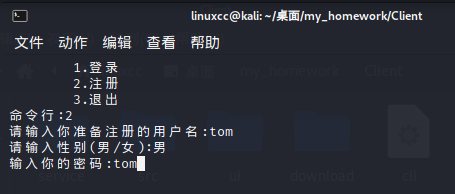 linuxcc@kali: ~/桌面/my_homework/Client
文件 动作 编辑 查看 帮助
1.登录
2.注册
3.退出
命令行:2
请输入你准备注册的用户名:tom
请输入性别(男/女):男
输入你的密码:tom